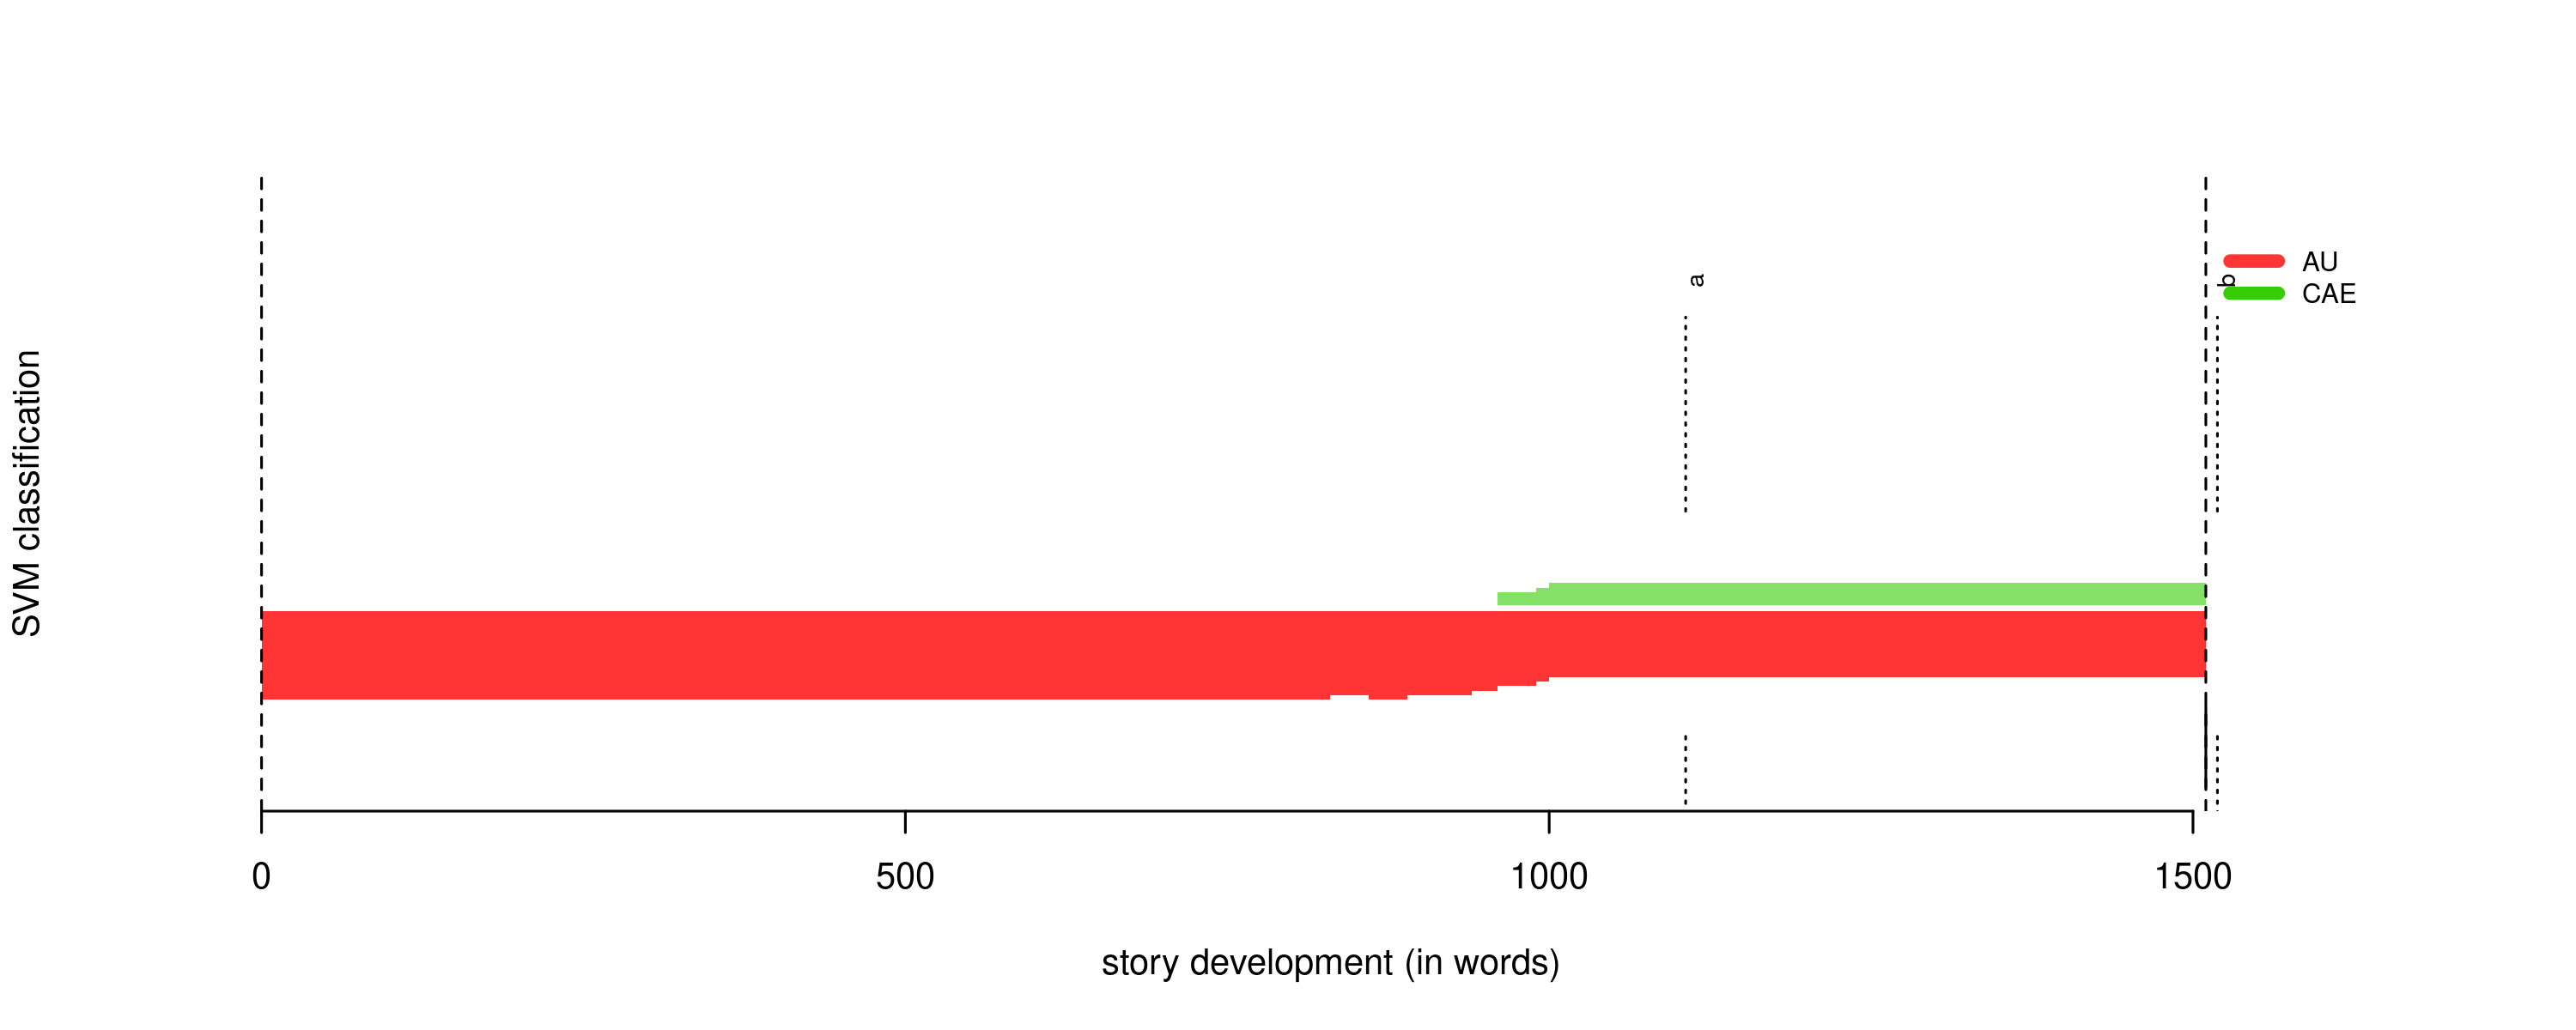 SVM classification
a
b
AU
CAE
0
500
1000
1500
story development (in words)